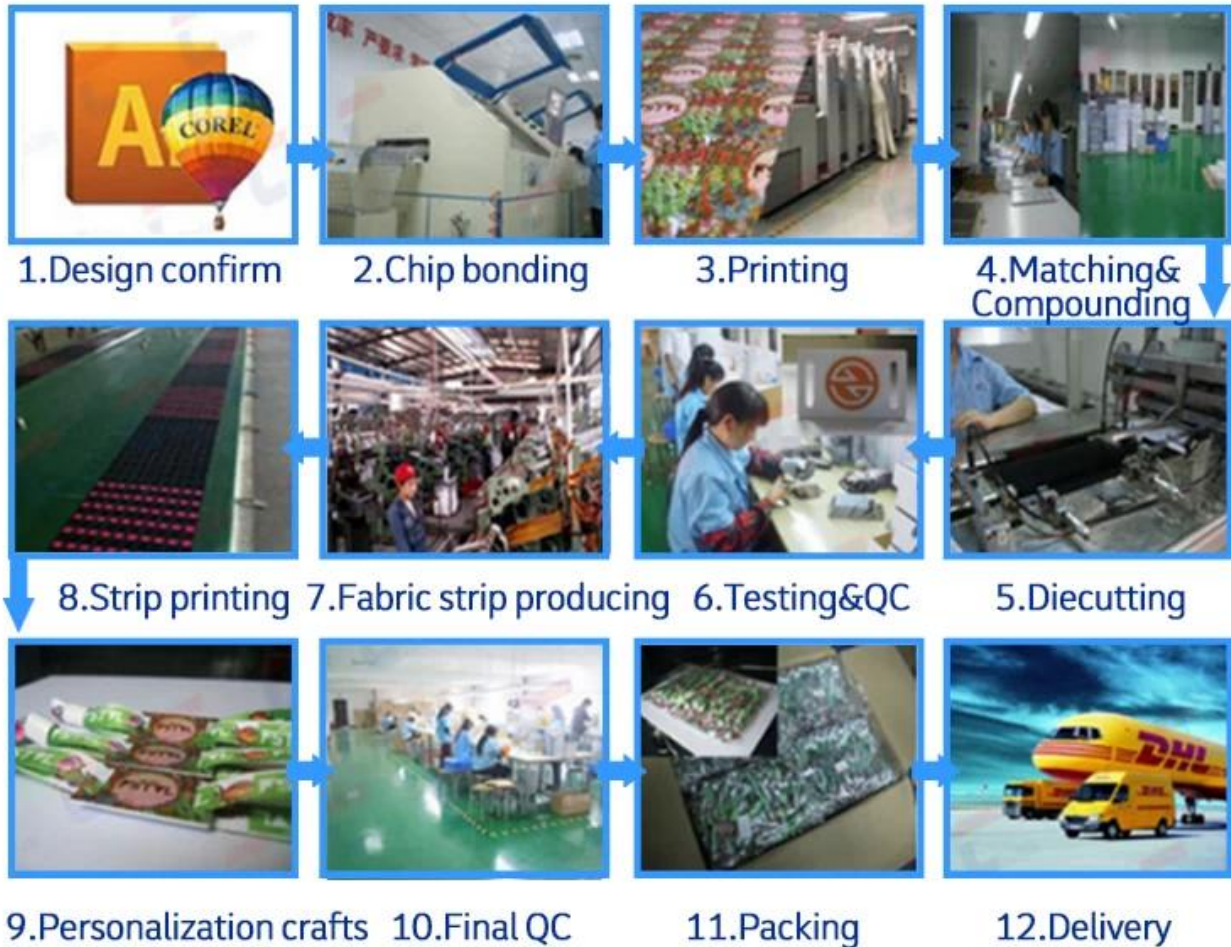 COREL
1.Design confirm
2.Chip bonding
3.Printing
4.Matching&
Compounding
8.Strip printing
7.Fabric strip producing
6.Testing&QC
5.Diecutting
DHL
9.Personalization crafts
10.Final QC
11.Packing
12.Delivery